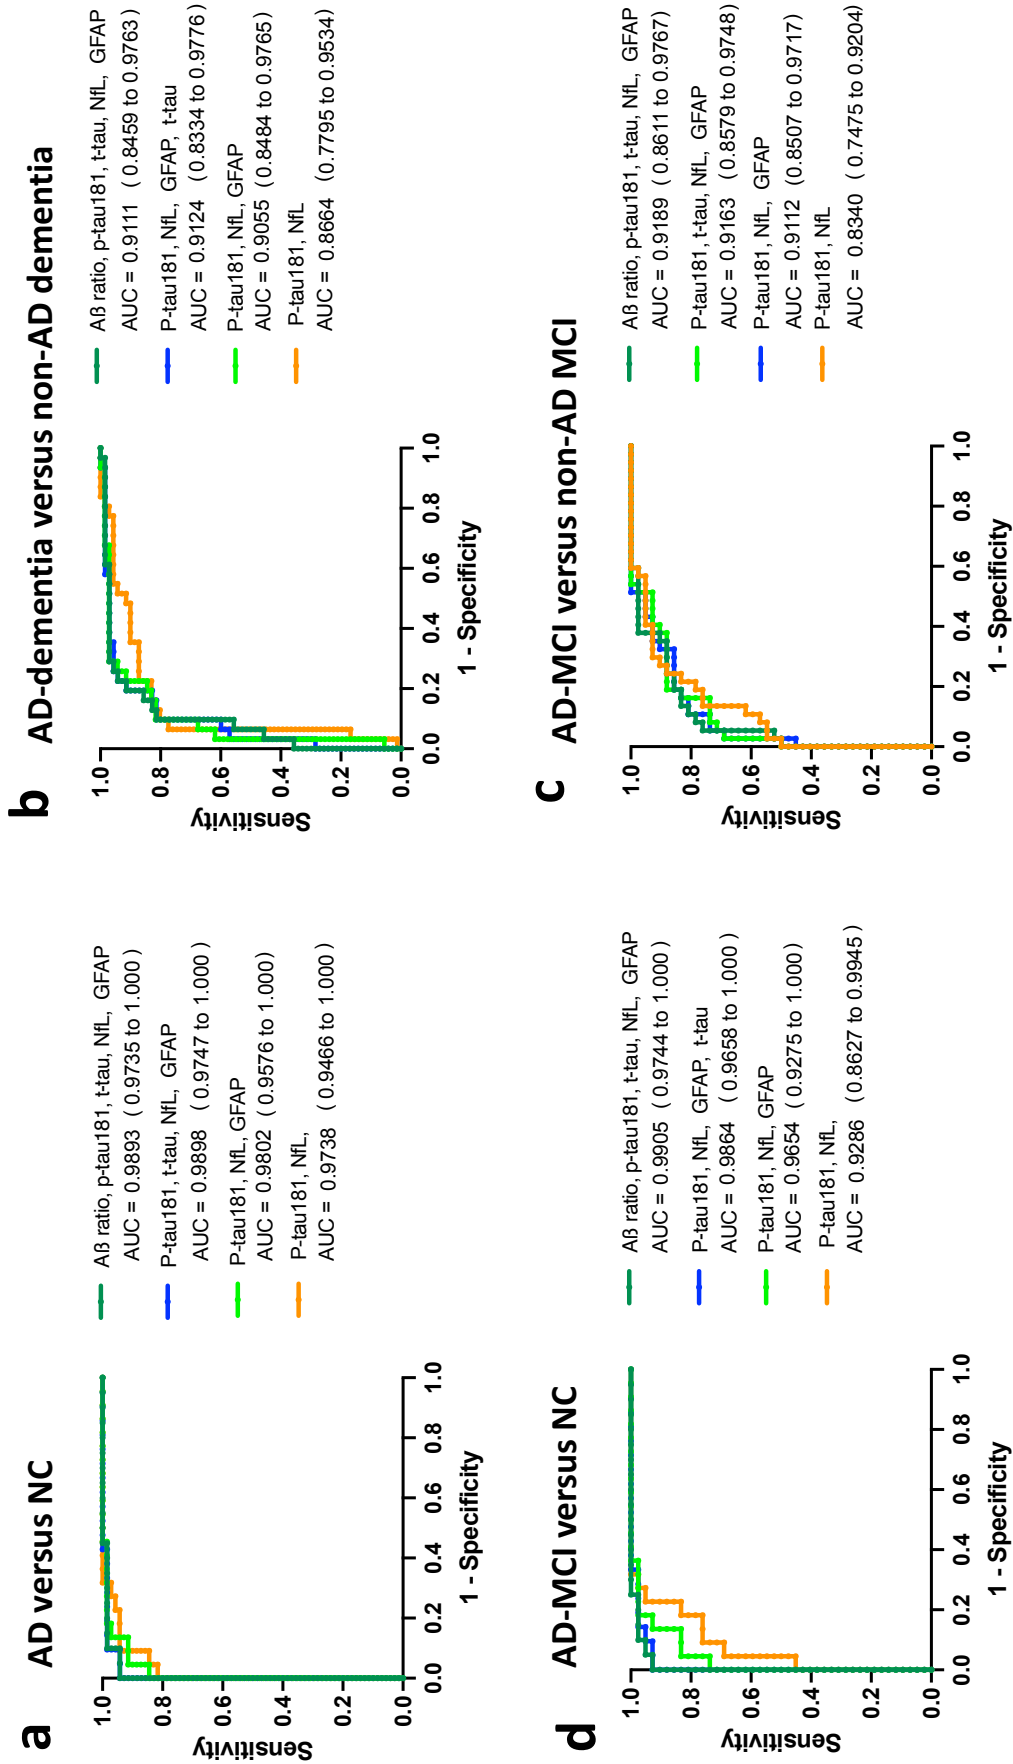 a
AD versus NC
Sensitivity
1.0
0.8
0.6
0.4
0.2
0.0
0.0 0.2 0.4 0.6 0.8 1.0
1 - Specificity
Aß ratio, p-tau181, t-tau, NfL, GFAP
AUC = 0.9893 ( 0.9735 to 1.000 )
P-tau181, t-tau, NfL, GFAP
AUC = 0.9898 ( 0.9747 to 1.000 )
P-tau181, NfL, GFAP
AUC = 0.9802 ( 0.9576 to 1.000)
P-tau181, NfL,
AUC = 0.9738 ( 0.9466 to 1.000 )
b
AD-dementia versus non-AD dementia
Sensitivity
1.0
0.8
0.6
0.4
0.2
0.0
0.0 0.2 0.4 0.6 0.8 1.0
1 - Specificity
Aß ratio, p-tau181, t-tau, NfL, GFAP
AUC = 0.9111 ( 0.8459 to 0.9763)
P-tau181, NfL, GFAP, t-tau
AUC = 0.9124 ( 0.8334 to 0.9776)
P-tau181, NfL, GFAP
AUC = 0.9055 ( 0.8484 to 0.9765)
P-tau181, NfL
AUC = 0.8664 (0.7795 to 0.9534)
d
AD-MCI versus NC
Sensitivity
1.0
0.8
0.6
0.4
0.2
0.0
0.0 0.2 0.4 0.6 0.8 1.0
1 - Specificity
Aß ratio, p-tau181, t-tau, NfL, GFAP
AUC = 0.9905 ( 0.9744 to 1.000 )
P-tau181, NfL, GFAP, t-tau
AUC = 0.9864 ( 0.9658 to 1.000 )
P-tau181, NfL, GFAP
AUC = 0.9654 ( 0.9275 to 1.000)
P-tau181, NfL,
AUC = 0.9286 ( 0.8627 to 0.9945 )
c
AD-MCI versus non-AD MCI
Sensitivity
1.0
0.8
0.6
0.4
0.2
0.0
0.0 0.2 0.4 0.6 0.8 1.0
1 - Specificity
Aß ratio, p-tau181, t-tau, NfL, GFAP
AUC = 0.9189 ( 0.8611 to 0.9767)
P-tau181, t-tau, NfL, GFAP
AUC = 0.9163 ( 0.8579 to 0.9748)
P-tau181, NfL, GFAP
AUC = 0.9112 (0.8507 to 0.9717)
P-tau181, NfL
AUC = 0.8340 ( 0.7475 to 0.9204)